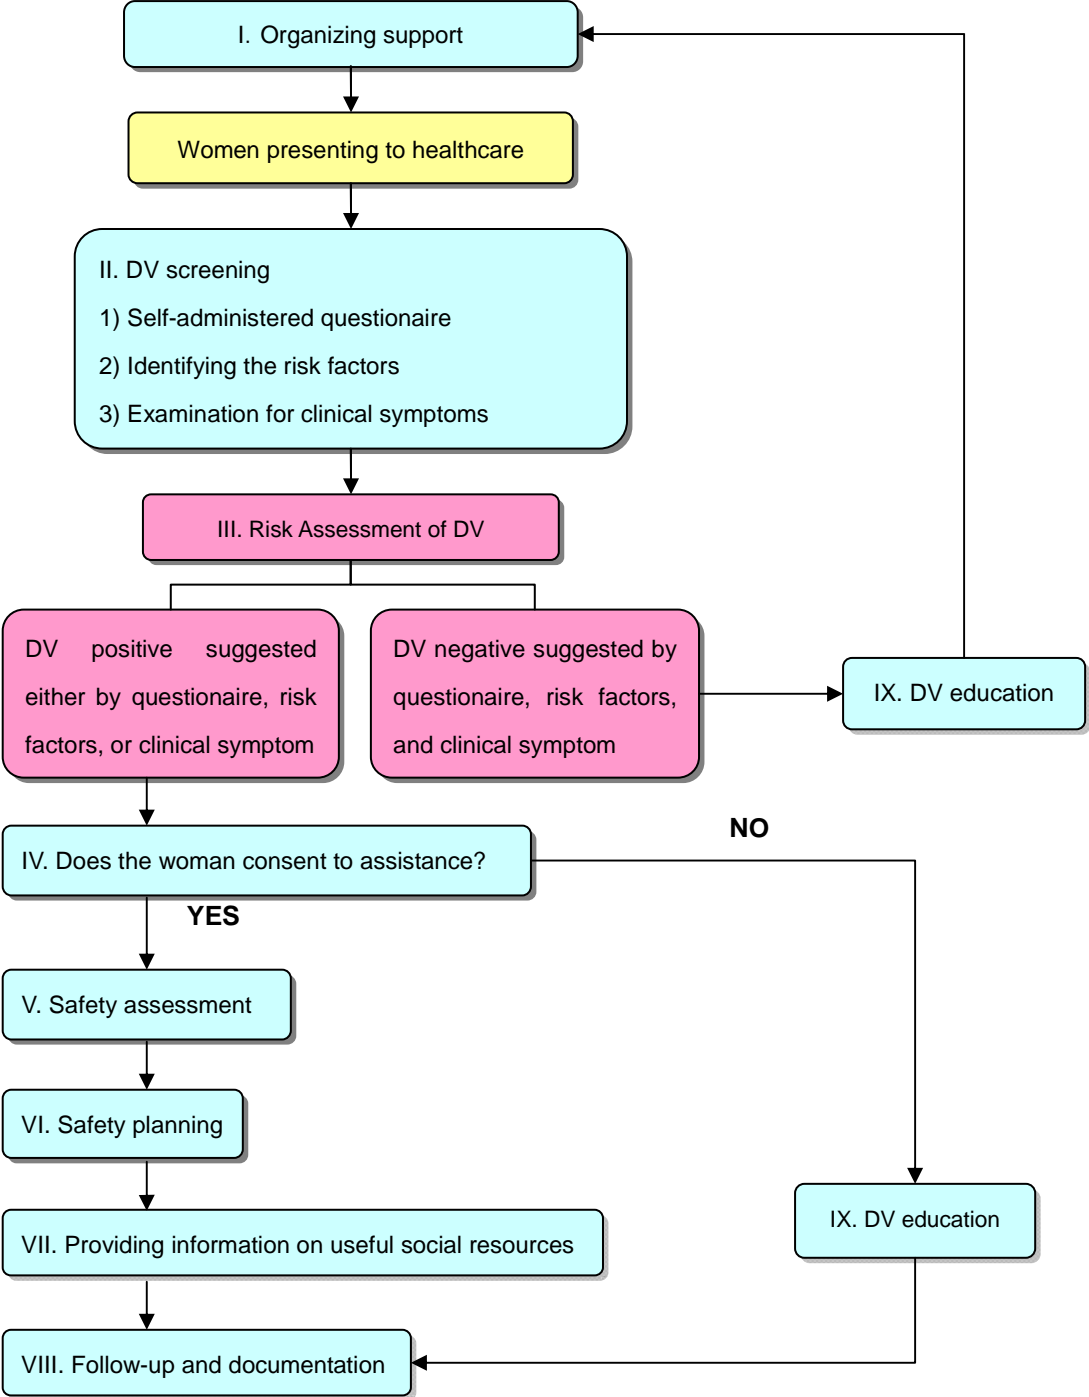 I. Organizing support
Women presenting to healthcare
II. DV screening
1) Self-administered questionaire
2) Identifying the risk factors
3) Examination for clinical symptoms
III. Risk Assessment of DV
DV positive suggested
either by questionaire, risk
factors, or clinical symptom
DV negative suggested by
questionaire, risk factors,
and clinical symptom
IX. DV education
IV. Does the woman consent to assistance?
NO
YES
V. Safety assessment
VI. Safety planning
VII. Providing information on useful social resources
IX. DV education
VIII. Follow-up and documentation